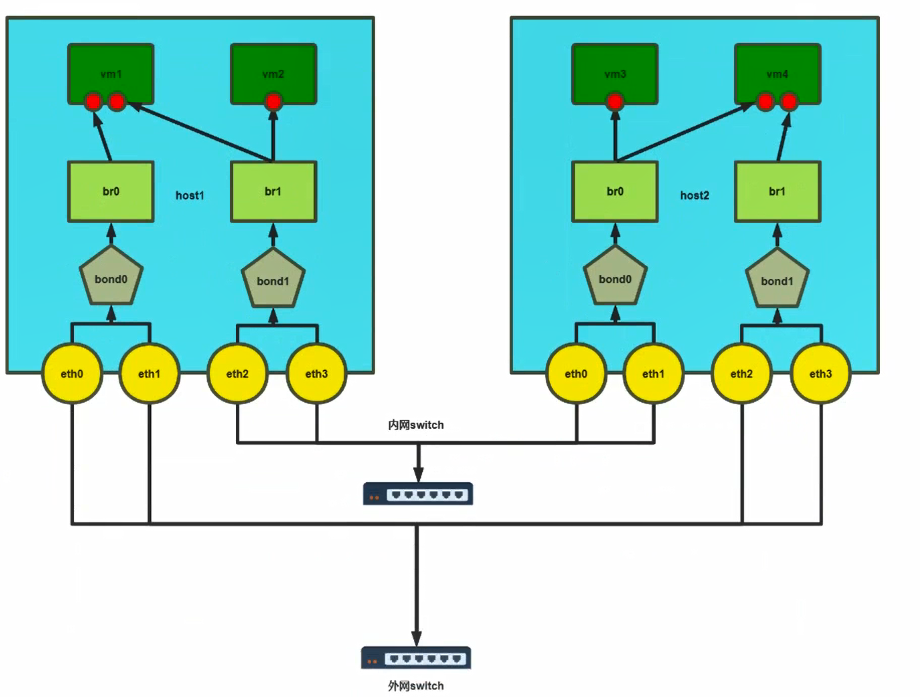 vm1
vm2
vm3
vm4
br0
host1
br1
br0
host2
br1
bond0
bond1
bond0
bond1
eth0
eth1
eth2
eth3
eth0
eth1
eth2
eth3
内网switch
外网switch